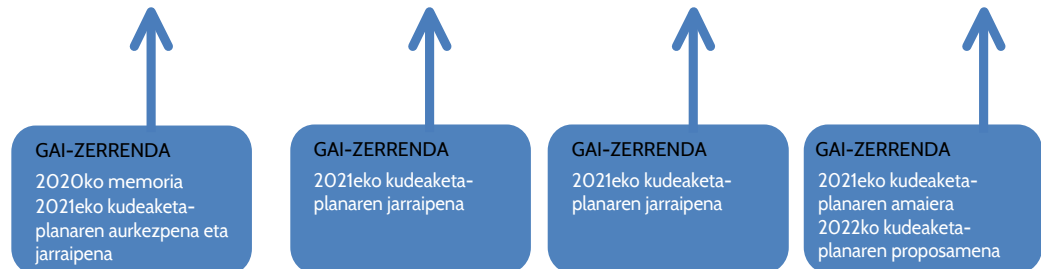 GAI-ZERRENDA
2020ko memoria
2021eko kudeaketa-
planaren aurkezpena eta
jarraipena
GAI-ZERRENDA
2021eko kudeaketa-
planaren jarraipena
GAI-ZERRENDA
2021eko kudeaketa-
planaren jarraipena
GAI-ZERRENDA
2021eko kudeaketa-
planaren amaiera
2022ko kudeaketa-
planaren proposamena